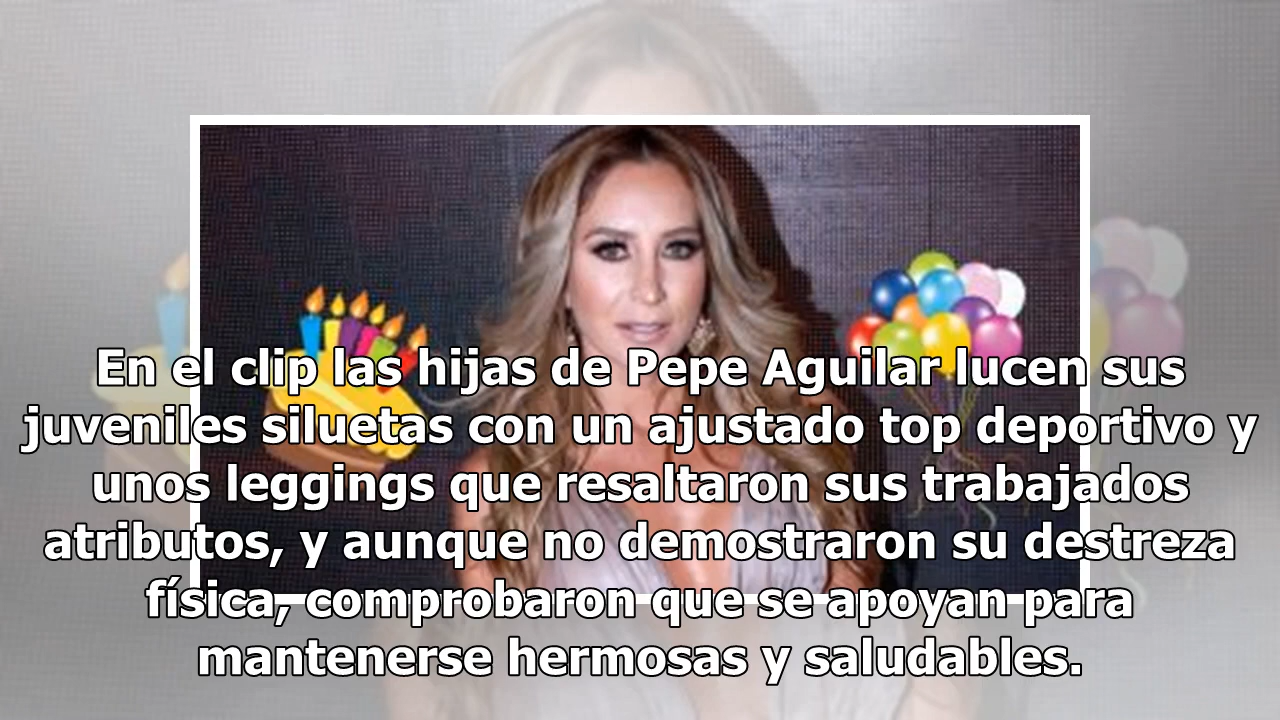 En el clip las hijas de Pepe Aguilar lucen sus
juveniles siluetas con un ajustado top deportivo y
unos leggings que resaltaron sus trabajados
atributos, y aunque no demostraron su destreza
física, comprobaron que se apoyan para
mantenerse hermosas y saludables.